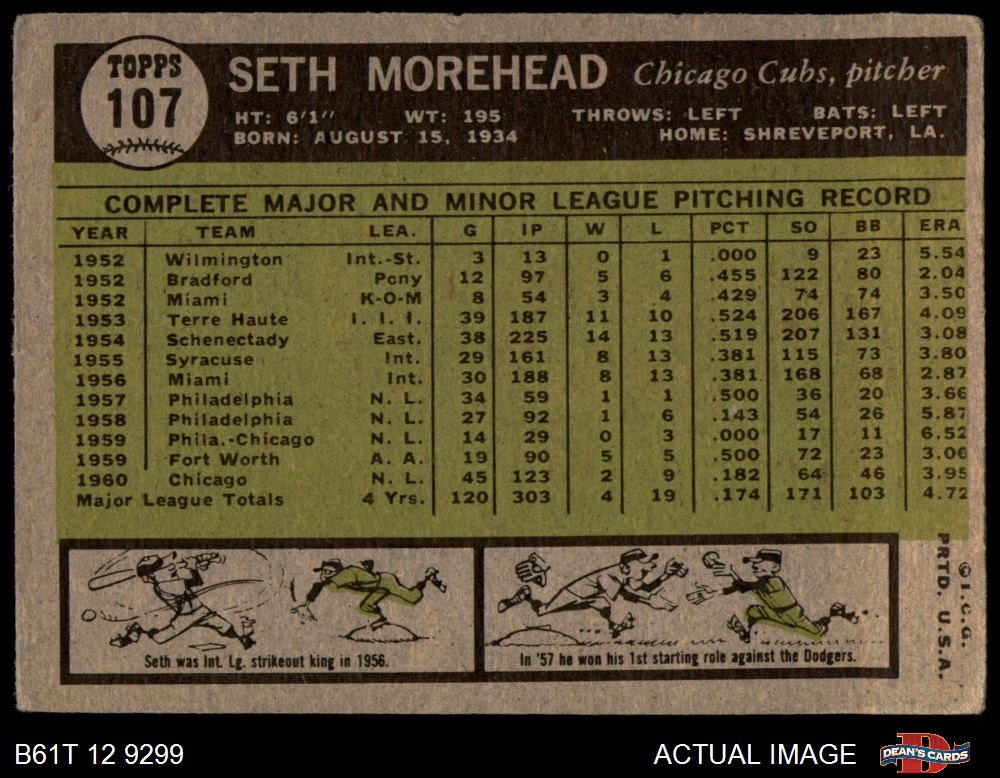 TOPPS
107
SETH MOREHEAD Chicago Cubs, pitcher
HT: 6'1" WT: 195 THROWS: LEFT BATS: LEFT
BORN: AUGUST 15, 1934 HOME: SHREVEPORT, LA.
COMPLETE MAJOR AND MINOR LEAGUE PITCHING RECORD
YEAR TEAM LEA. G IP W L PCT SO BB ERA
1952 Wilmington Int.-St. 3 13 0 1 .000 9 23 5.54
1952 Bradford Pony 12 97 5 6 .455 122 80 2.04
1952 Miami K-O-M 8 54 3 4 .429 74 74 3.50
1953 Terre Haute I. I. I. 39 187 11 10 .524 206 167 4.09
1954 Schenectady East. 38 225 14 13 .519 207 131 3.08
1955 Syracuse Int. 29 161 8 13 .381 115 73 3.80
1956 Miami Int. 30 188 8 13 .381 168 68 2.87
1957 Philadelphia N. L. 34 59 1 1 .500 36 20 3.66
1958 Philadelphia N. L. 27 92 1 6 .143 54 26 5.87
1959 Phila.-Chicago N. L. 14 29 0 3 .000 17 11 6.52
1959 Fort Worth A. A. 19 90 5 5 .500 72 23 3.00
1960 Chicago N. L. 45 123 2 9 .182 64 46 3.95
Major League Totals 4 Yrs. 120 303 4 19 .174 171 103 4.72
Seth was Int. Lg. strikeout king in 1956.
In '57 he won his 1st starting role against the Dodgers.
© T.C.G.
PRTD. U.S.A.
B61T 12 9299
ACTUAL IMAGE
DEAN'S CARDS